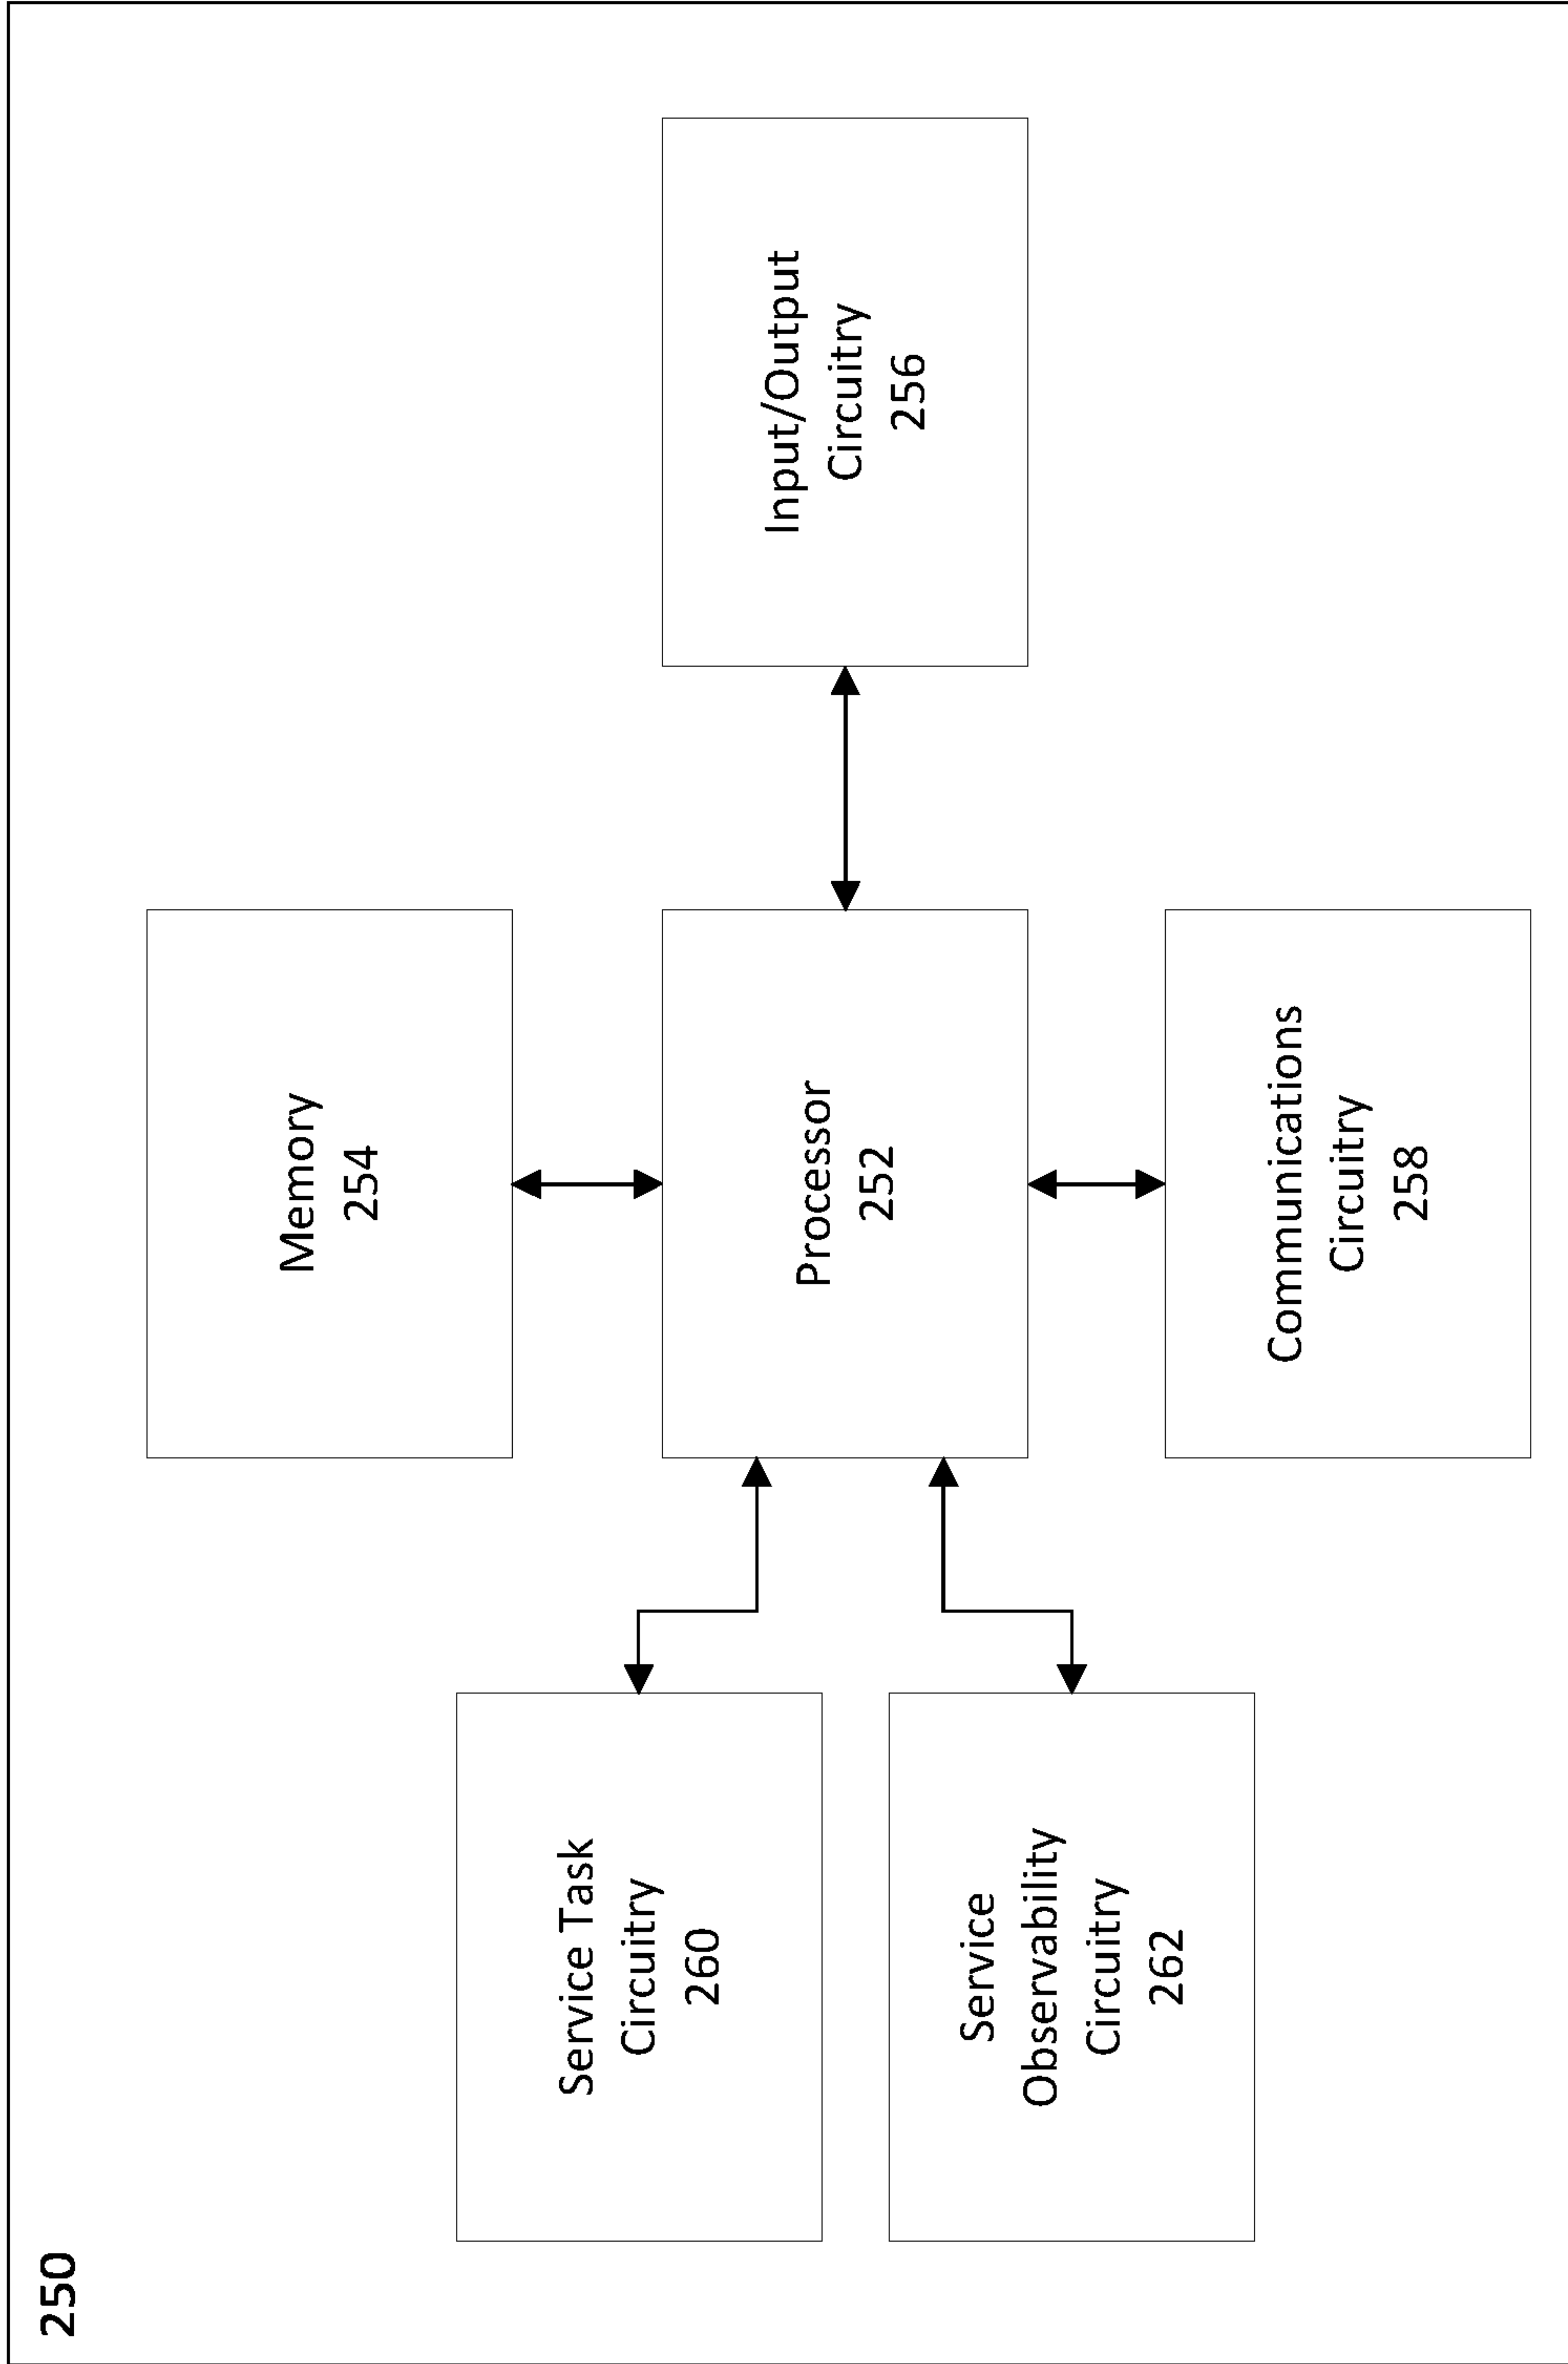 250
Memory
254
Service Task
Circuitry
260
Processor
252
Input/Output
Circuitry
256
Service
Observability
Circuitry
262
Communications
Circuitry
258